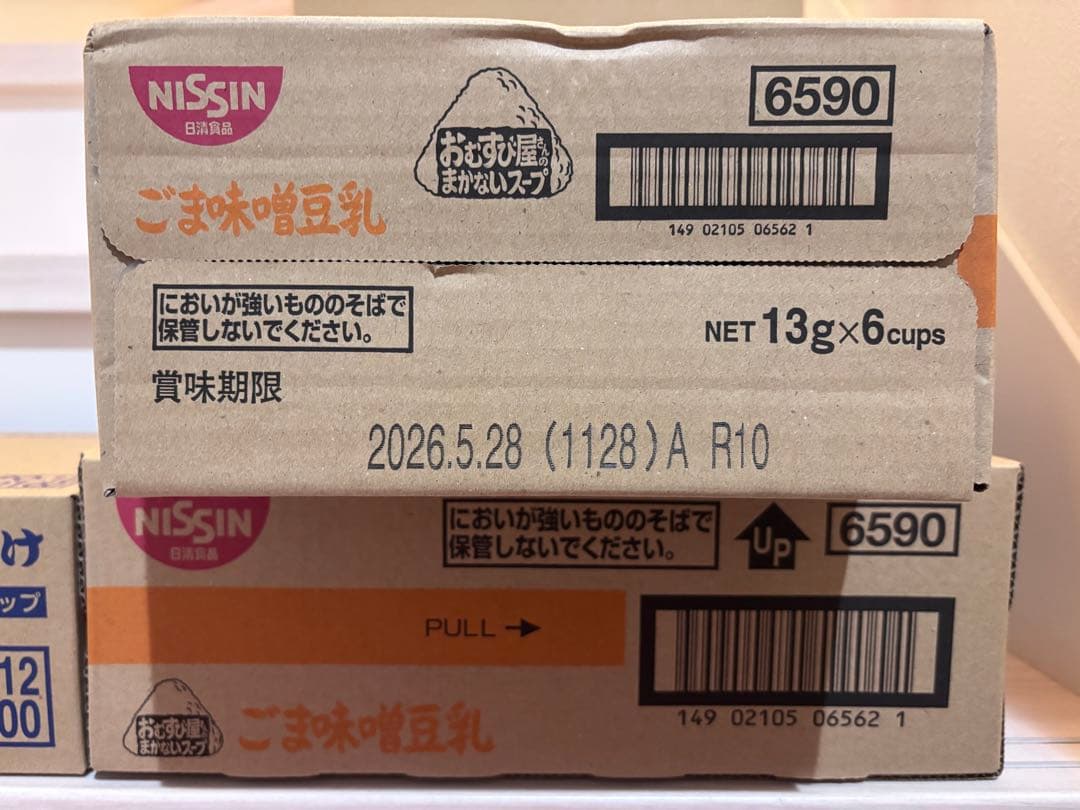 NISSIN
日清食品
おむすび屋さんの
まかないスープ
6590
149 02105 06562 1
ごま味噌豆乳
においが強いもののそばで
保管しないでください。
NET 13g×6cups
賞味期限
2026.5.28 (1128)A R10
NISSIN
日清食品
においが強いもののそばで
保管しないでください。
UP
6590
PULL →
149 02105 06562 1
おむすび屋さんの
まかないスープ
ごま味噌豆乳
け
ップ
12
00